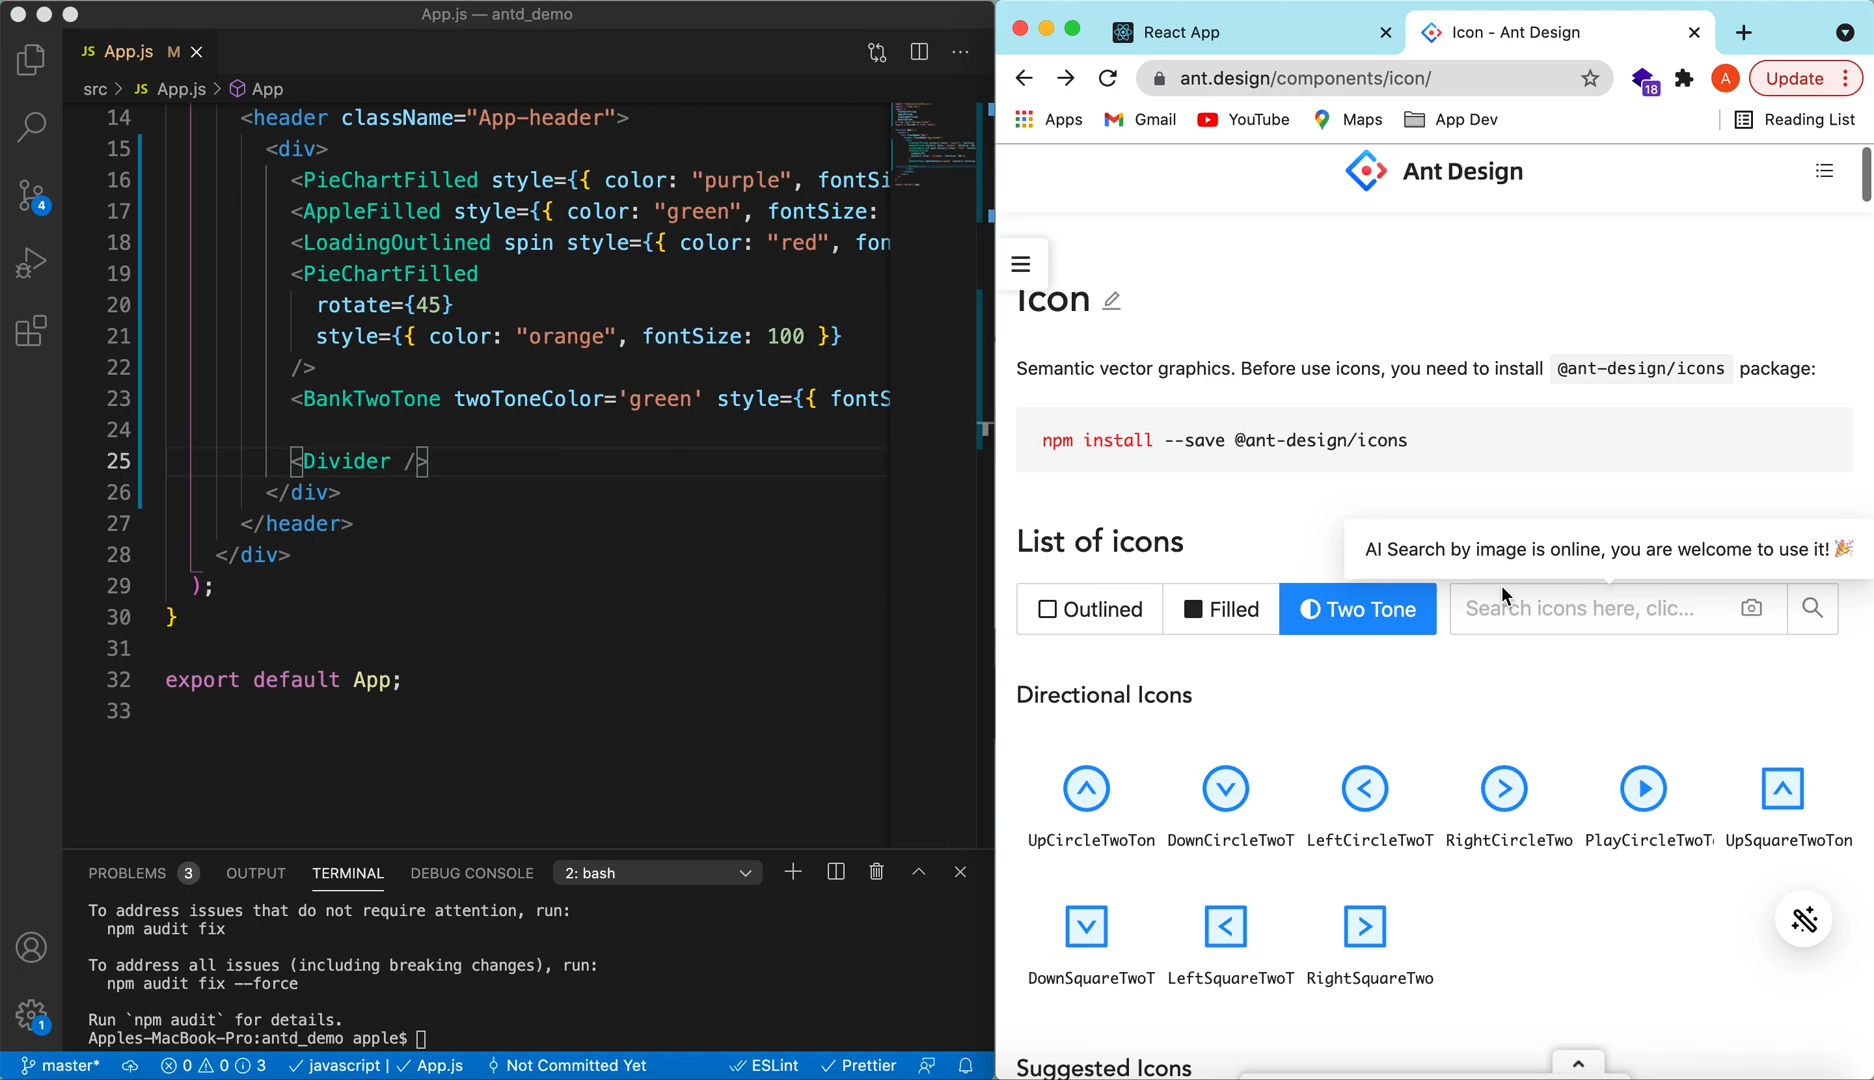 App.js — antd_demo
JS App.js M
src > JS App.js > App
14 <header className="App-header">
15 <div>
16 <PieChartFilled style={{ color: "purple", fontSi
17 <AppleFilled style={{ color: "green", fontSize:
18 <LoadingOutlined spin style={{ color: "red", fon
19 <PieChartFilled
20 rotate={45}
21 style={{ color: "orange", fontSize: 100 }}
22 />
23 <BankTwoTone twoToneColor='green' style={{ fontS
24
25 <Divider />
26 </div>
27 </header>
28 </div>
29 );
30 }
31
32 export default App;
33
4
1
PROBLEMS 3 OUTPUT TERMINAL DEBUG CONSOLE 2: bash
To address issues that do not require attention, run:
npm audit fix
To address all issues (including breaking changes), run:
npm audit fix --force
Run `npm audit` for details.
Apples-MacBook-Pro:antd_demo apple$
master* 0 0 3 javascript | App.js Not Committed Yet ESLint Prettier
React App
Icon - Ant Design
ant.design/components/icon/
18
A
Update
Apps Gmail YouTube Maps App Dev Reading List
Ant Design
Icon
Semantic vector graphics. Before use icons, you need to install @ant-design/icons package:
npm install --save @ant-design/icons
List of icons
AI Search by image is online, you are welcome to use it! 🎉
Outlined Filled Two Tone Search icons here, clic...
Directional Icons
UpCircleTwoTon DownCircleTwoT LeftCircleTwoT RightCircleTwo PlayCircleTwoT UpSquareTwoTon
DownSquareTwoT LeftSquareTwoT RightSquareTwo
Suggested Icons